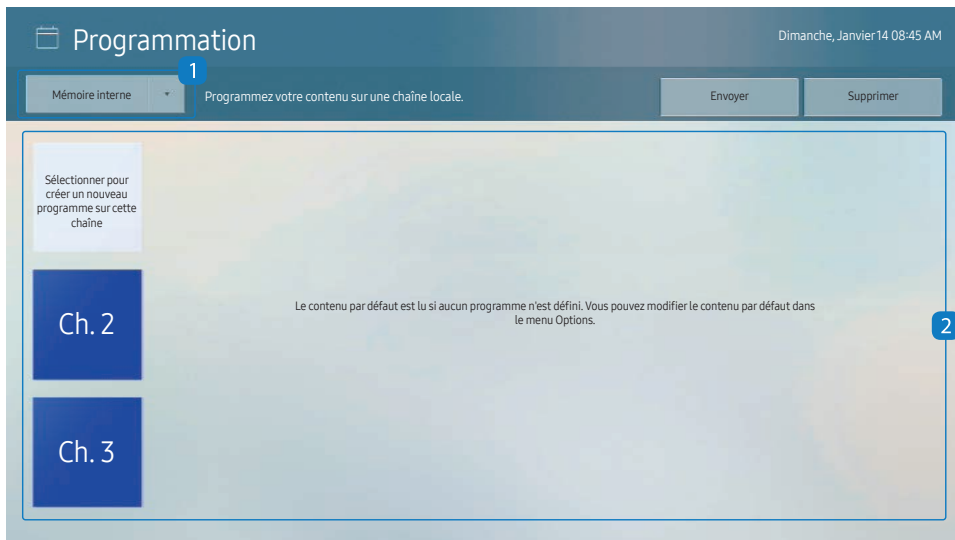 Programmation
Dimanche, Janvier 14 08:45 AM
1
Mémoire interne
Programmez votre contenu sur une chaîne locale.
Envoyer
Supprimer
Sélectionner pour
créer un nouveau
programme sur cette
chaîne
Ch. 2
Le contenu par défaut est lu si aucun programme n'est défini. Vous pouvez modifier le contenu par défaut dans
le menu Options.
2
Ch. 3